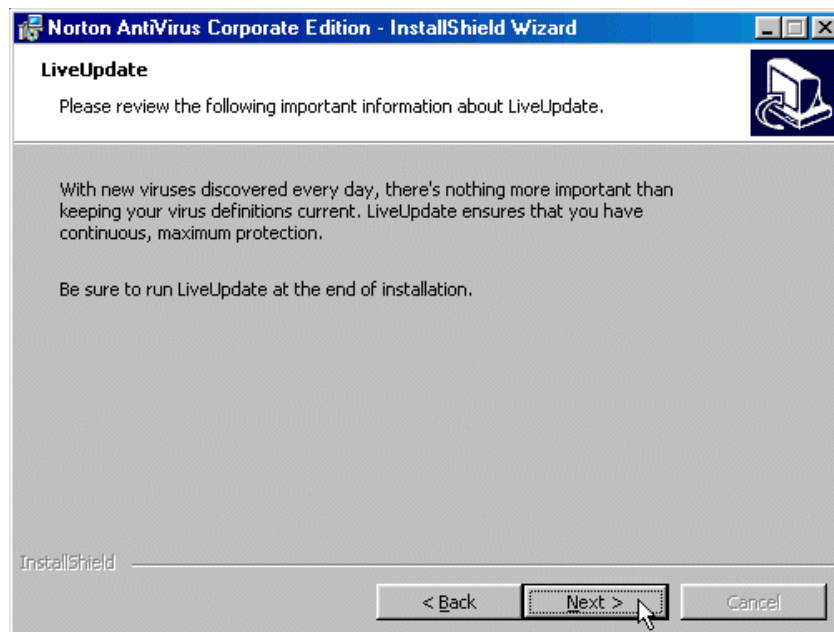 Norton AntiVirus Corporate Edition - InstallShield Wizard
LiveUpdate
Please review the following important information about LiveUpdate.
With new viruses discovered every day, there's nothing more important than
keeping your virus definitions current. LiveUpdate ensures that you have
continuous, maximum protection.
Be sure to run LiveUpdate at the end of installation.
InstallShield
< Back Next > Cancel